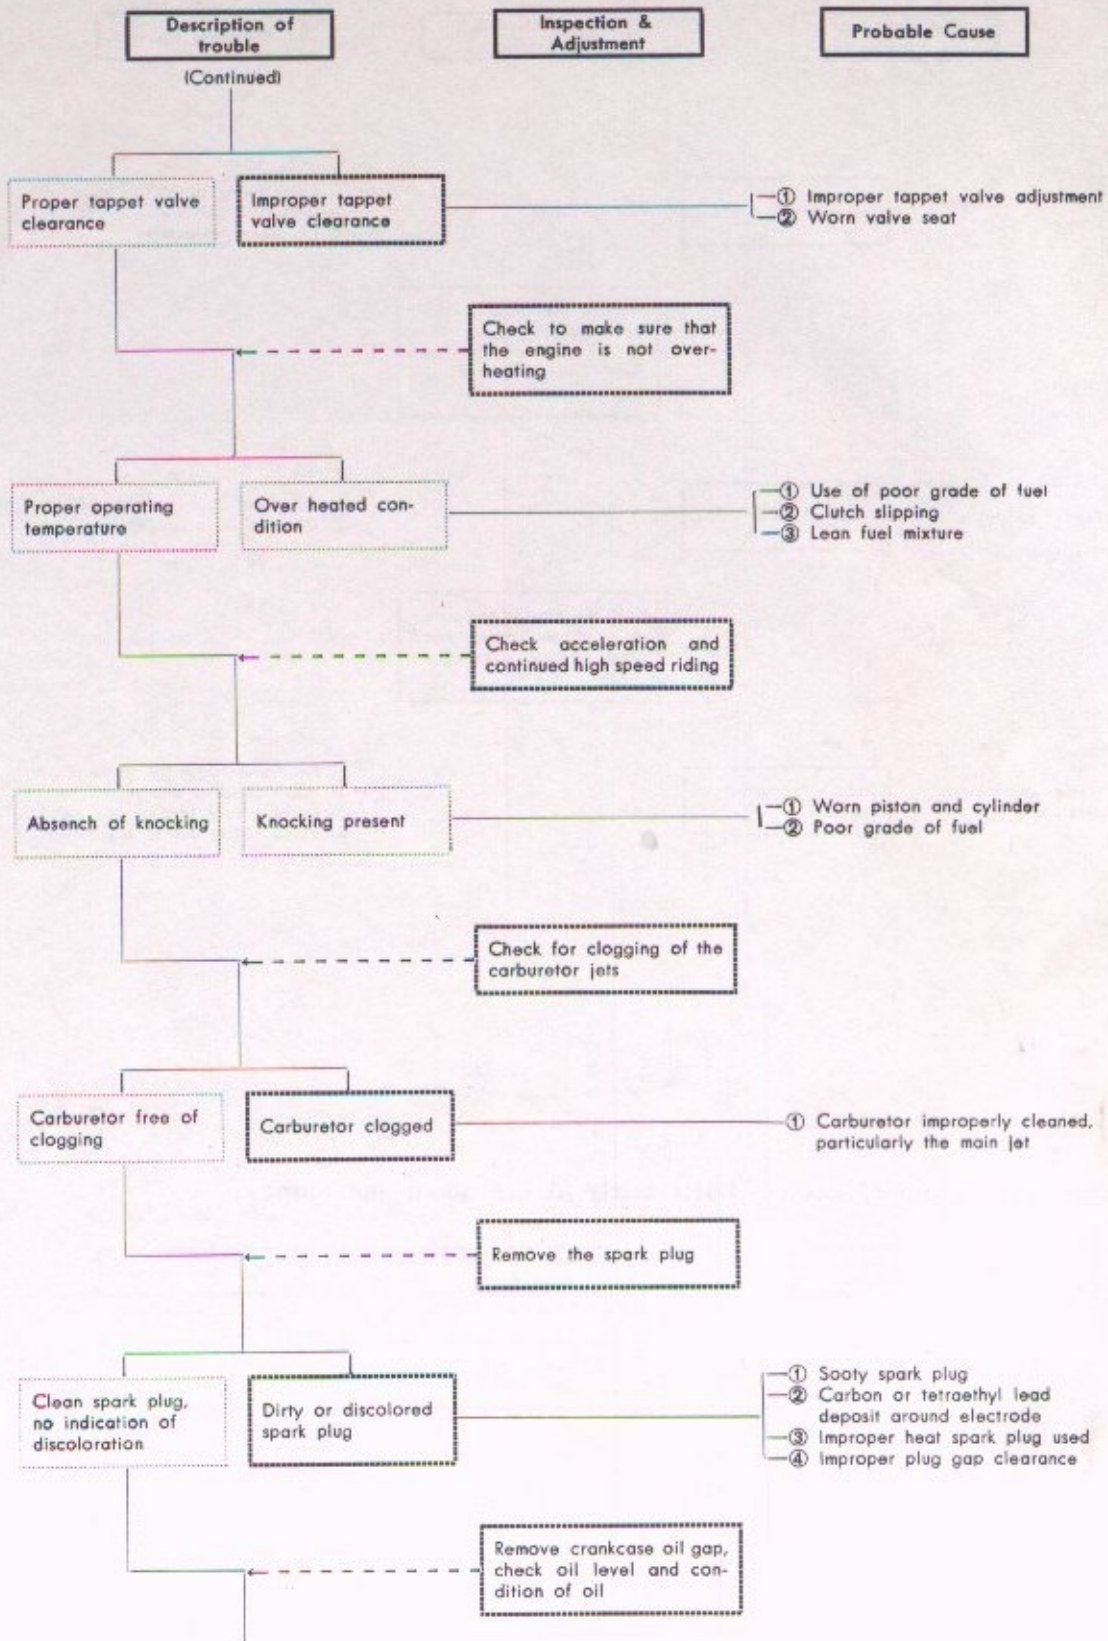 Description of
trouble
Inspection &
Adjustment
Probable Cause
(Continued)
Proper tappet valve
clearance
Improper tappet
valve clearance
① Improper tappet valve adjustment
② Worn valve seat
Check to make sure that
the engine is not over-
heating
Proper operating
temperature
Over heated con-
dition
① Use of poor grade of fuel
② Clutch slipping
③ Lean fuel mixture
Check acceleration and
continued high speed riding
Absench of knocking
Knocking present
① Worn piston and cylinder
② Poor grade of fuel
Check for clogging of the
carburetor jets
Carburetor free of
clogging
Carburetor clogged
① Carburetor improperly cleaned,
particularly the main jet
Remove the spark plug
Clean spark plug,
no indication of
discoloration
Dirty or discolored
spark plug
① Sooty spark plug
② Carbon or tetraethyl lead
deposit around electrode
③ Improper heat spark plug used
④ Improper plug gap clearance
Remove crankcase oil gap,
check oil level and con-
dition of oil